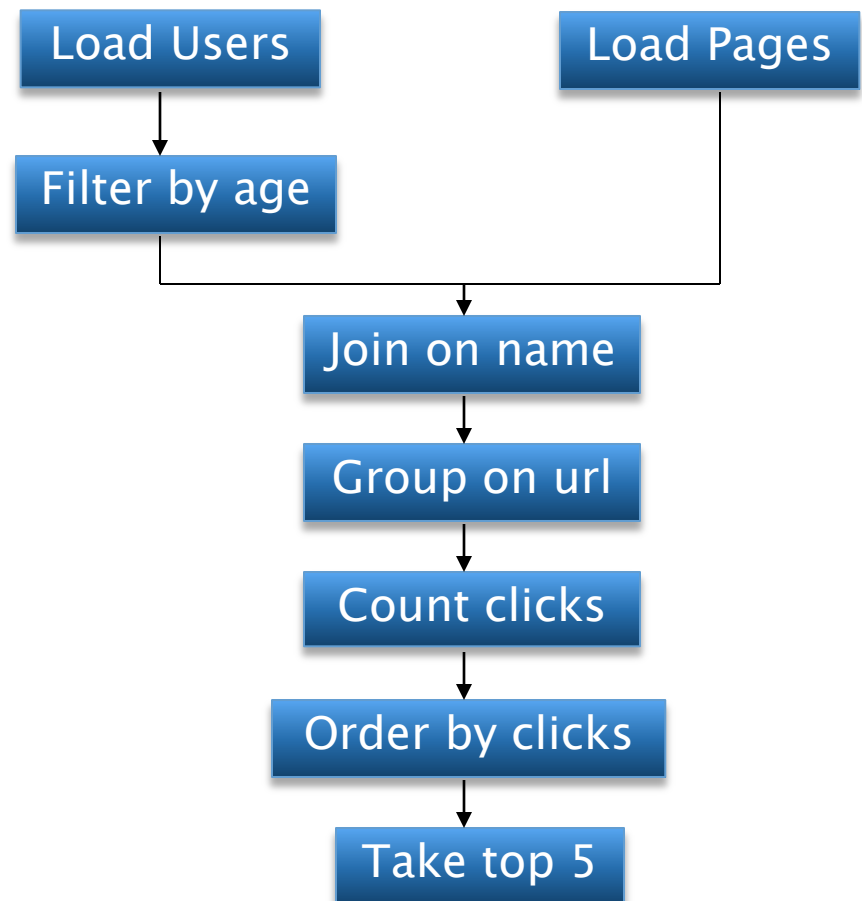 Load Users
Load Pages
Filter by age
Join on name
Group on url
Count clicks
Order by clicks
Take top 5